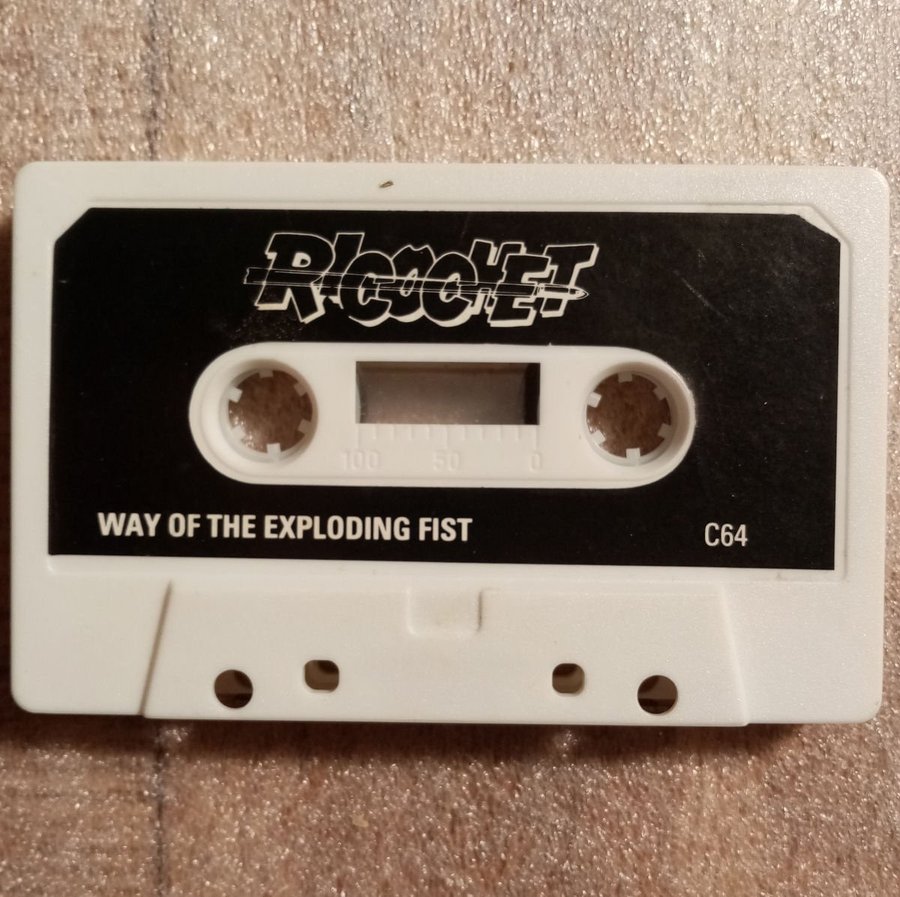 RICOCHET
100 50 0
WAY OF THE EXPLODING FIST
C64